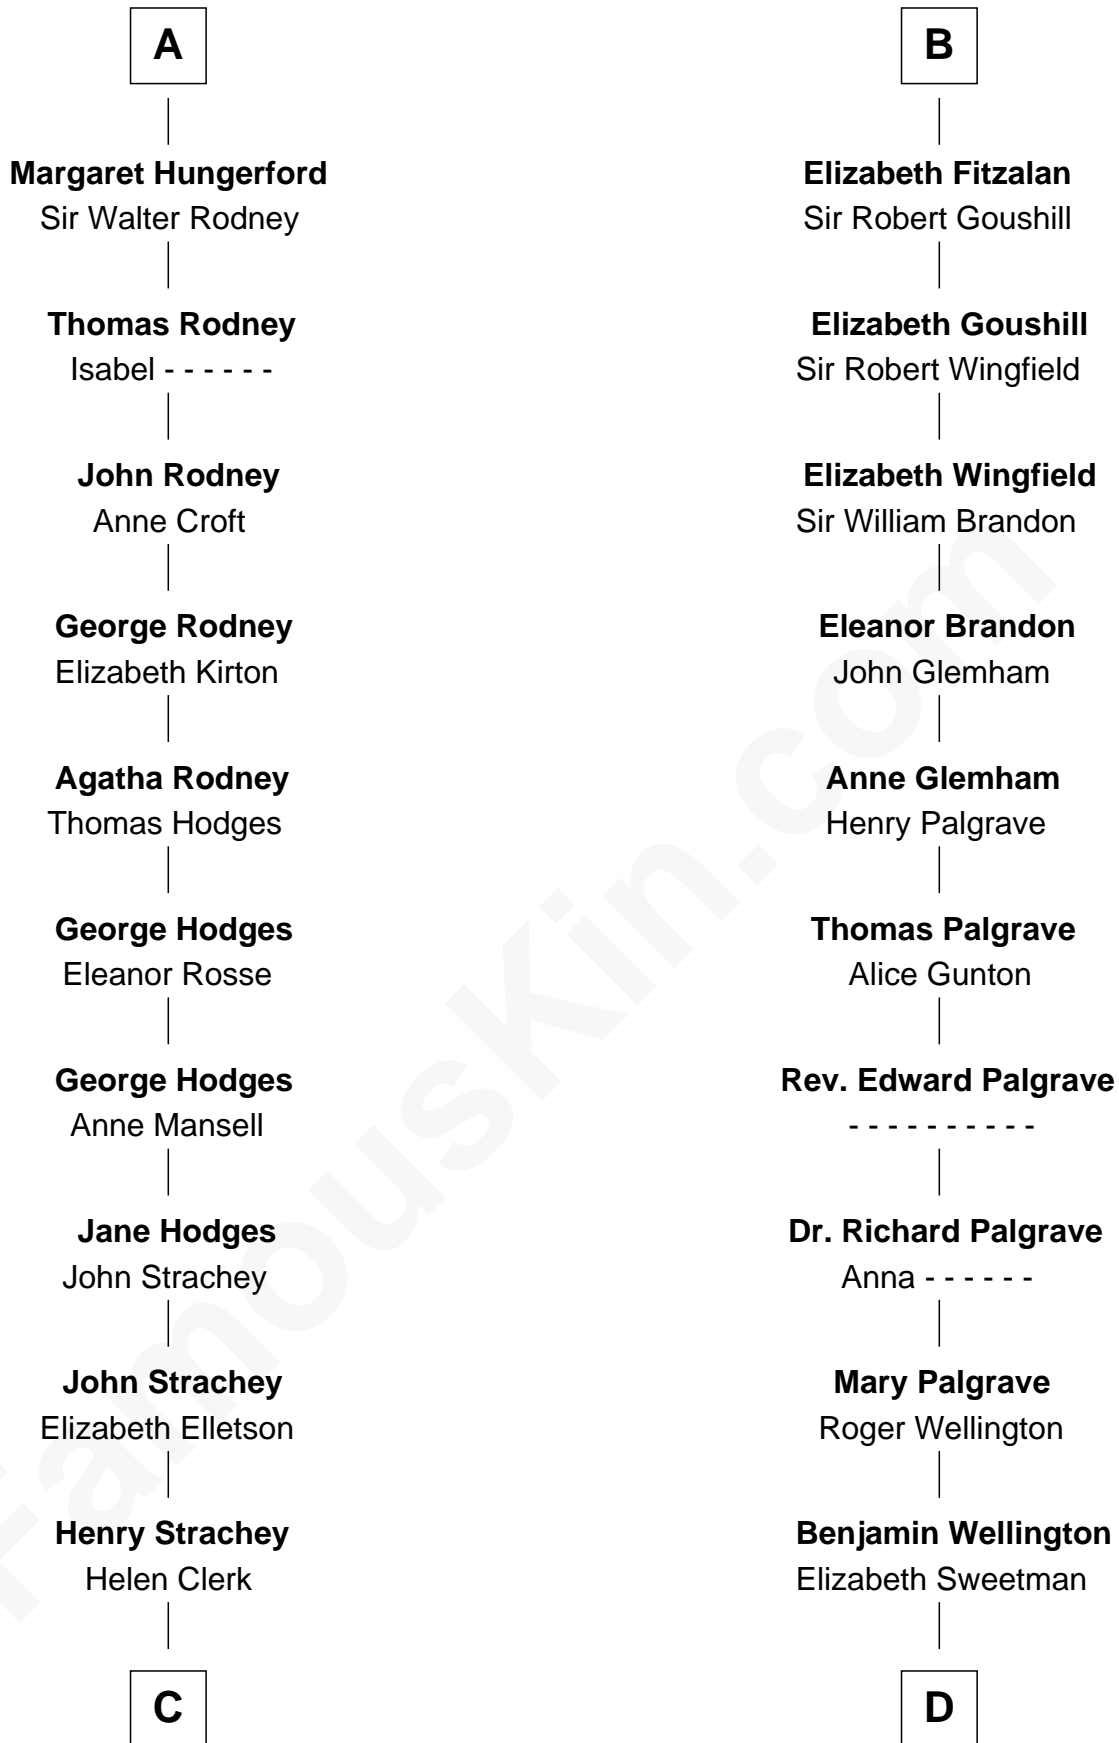 A
Margaret Hungerford
Sir Walter Rodney
Thomas Rodney
Isabel - - - - - -
John Rodney
Anne Croft
George Rodney
Elizabeth Kirton
Agatha Rodney
Thomas Hodges
George Hodges
Eleanor Rosse
George Hodges
Anne Mansell
Jane Hodges
John Strachey
John Strachey
Elizabeth Elletson
Henry Strachey
Helen Clerk
C
B
Elizabeth Fitzalan
Sir Robert Goushill
Elizabeth Goushill
Sir Robert Wingfield
Elizabeth Wingfield
Sir William Brandon
Eleanor Brandon
John Glemham
Anne Glemham
Henry Palgrave
Thomas Palgrave
Alice Gunton
Rev. Edward Palgrave
- - - - - - - - - -
Dr. Richard Palgrave
Anna - - - - - -
Mary Palgrave
Roger Wellington
Benjamin Wellington
Elizabeth Sweetman
D
FamousKin.com